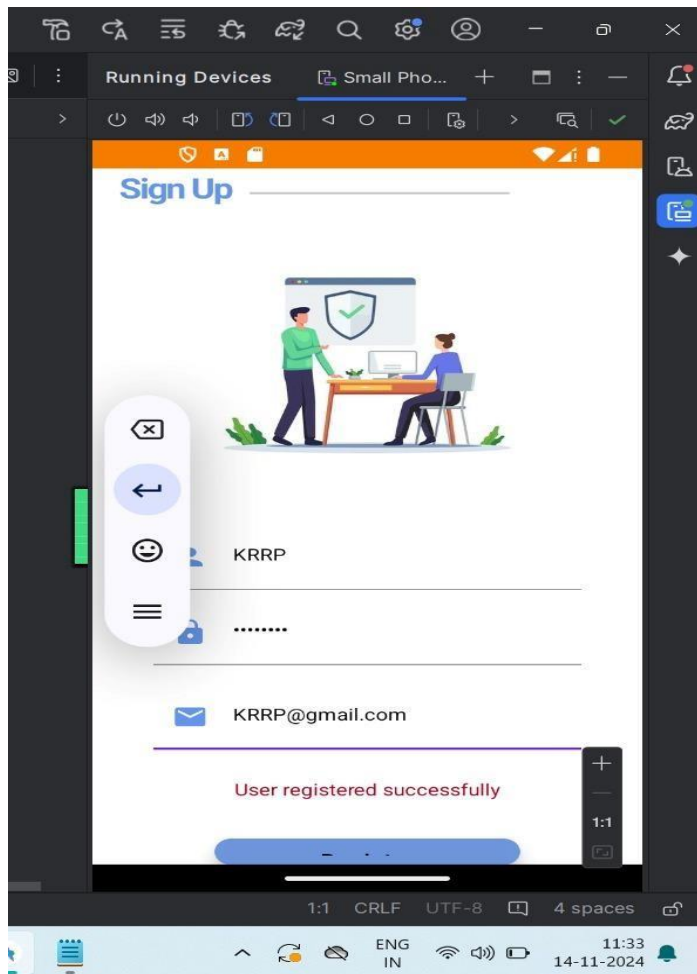 Running Devices Small Pho...
Sign Up
KRRP
••••••••
KRRP@gmail.com
User registered successfully
1:1
1:1 CRLF UTF-8 4 spaces
ENG
IN
11:33
14-11-2024